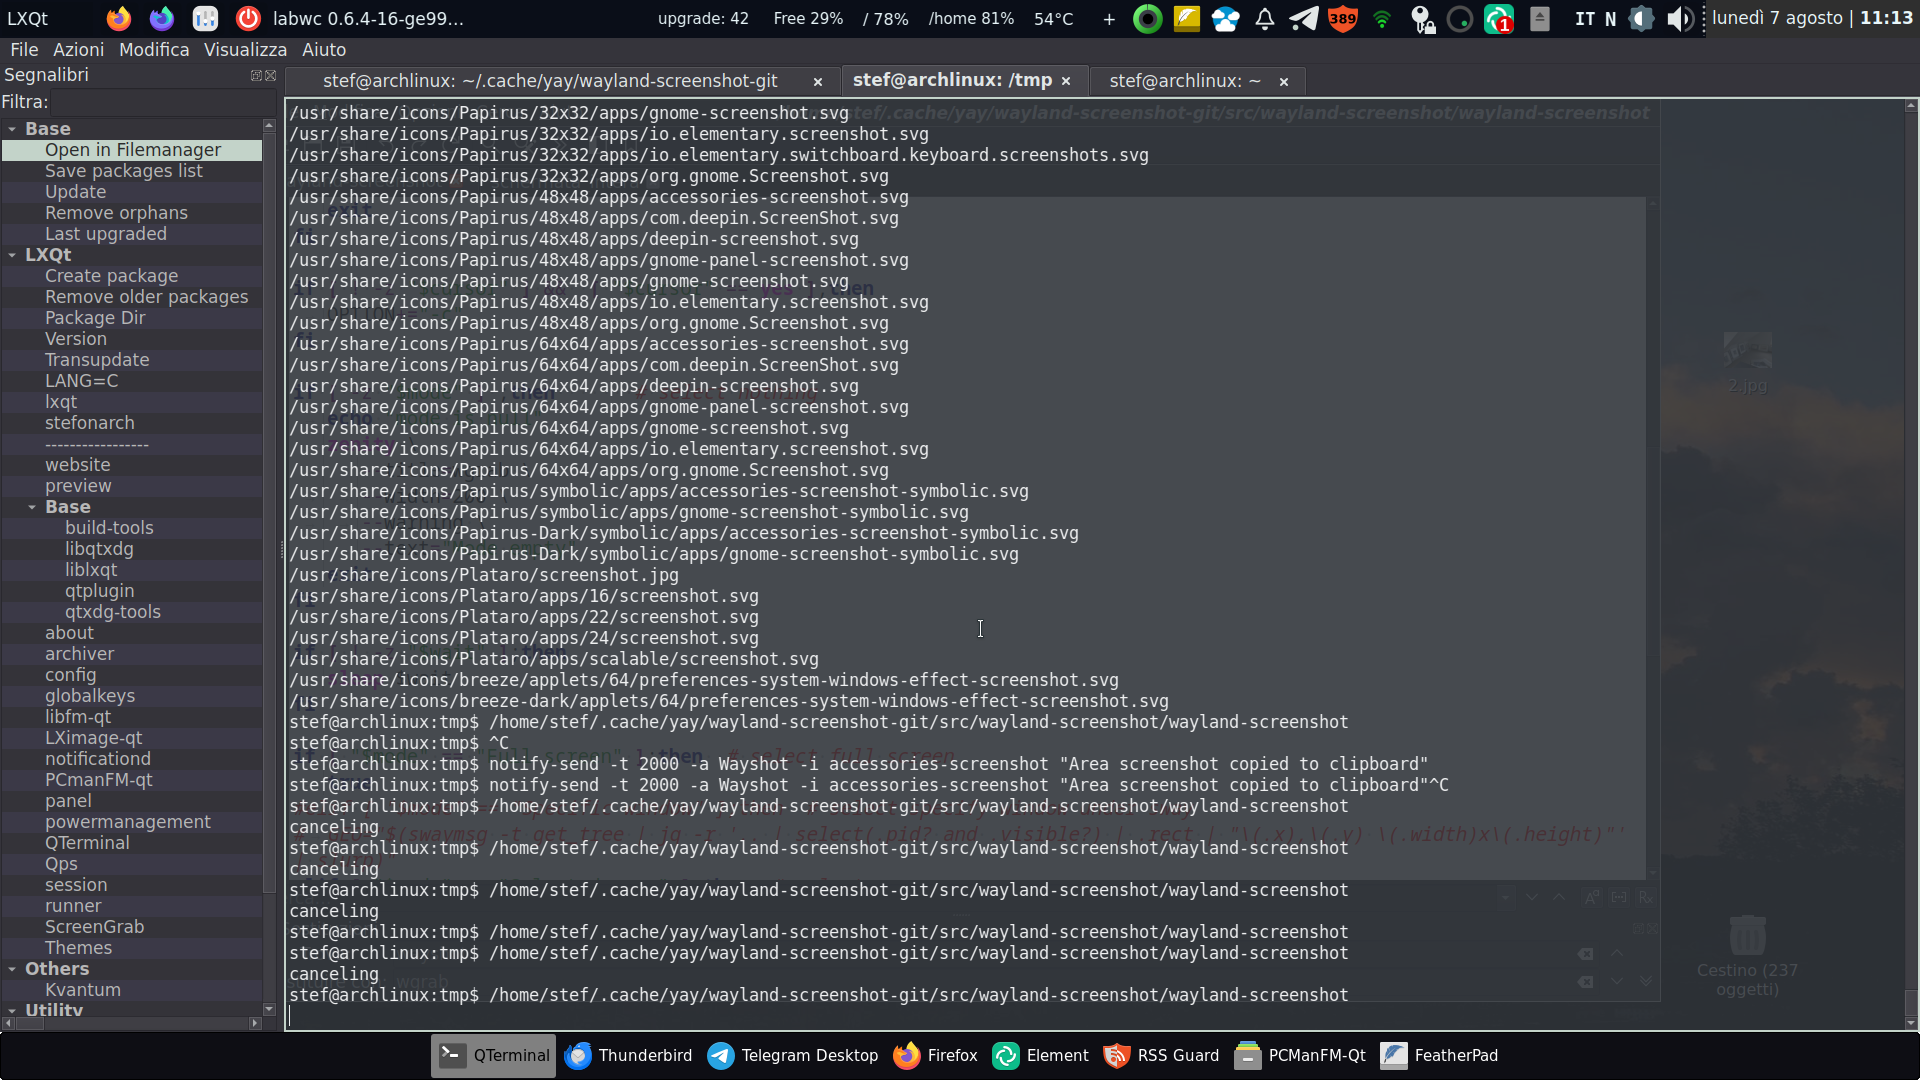 LXQt
labwc 0.6.4-16-ge99...
upgrade: 42
Free 29%
/ 78%
/home 81%
54°C
+
389
1
IT N
lunedì 7 agosto | 11:13
File Azioni Modifica Visualizza Aiuto
Segnalibri
Filtra:
Base
Open in Filemanager
Save packages list
Update
Remove orphans
Last upgraded
LXQt
Create package
Remove older packages
Package Dir
Version
Transupdate
LANG=C
lxqt
stefonarch
-----------------
website
preview
Base
build-tools
libqtxdg
liblxqt
qtplugin
qtxdg-tools
about
archiver
config
globalkeys
libfm-qt
LXimage-qt
notificationd
PCmanFM-qt
panel
powermanagement
QTerminal
Qps
session
runner
ScreenGrab
Themes
Others
Kvantum
Utility
stef@archlinux: ~/.cache/yay/wayland-screenshot-git
stef@archlinux: /tmp
stef@archlinux: ~
/usr/share/icons/Papirus/32x32/apps/gnome-screenshot.svg
/usr/share/icons/Papirus/32x32/apps/io.elementary.screenshot.svg
/usr/share/icons/Papirus/32x32/apps/io.elementary.switchboard.keyboard.screenshots.svg
/usr/share/icons/Papirus/32x32/apps/org.gnome.Screenshot.svg
/usr/share/icons/Papirus/48x48/apps/accessories-screenshot.svg
/usr/share/icons/Papirus/48x48/apps/com.deepin.ScreenShot.svg
/usr/share/icons/Papirus/48x48/apps/deepin-screenshot.svg
/usr/share/icons/Papirus/48x48/apps/gnome-panel-screenshot.svg
/usr/share/icons/Papirus/48x48/apps/gnome-screenshot.svg
/usr/share/icons/Papirus/48x48/apps/io.elementary.screenshot.svg
/usr/share/icons/Papirus/48x48/apps/org.gnome.Screenshot.svg
/usr/share/icons/Papirus/64x64/apps/accessories-screenshot.svg
/usr/share/icons/Papirus/64x64/apps/com.deepin.ScreenShot.svg
/usr/share/icons/Papirus/64x64/apps/deepin-screenshot.svg
/usr/share/icons/Papirus/64x64/apps/gnome-panel-screenshot.svg
/usr/share/icons/Papirus/64x64/apps/gnome-screenshot.svg
/usr/share/icons/Papirus/64x64/apps/io.elementary.screenshot.svg
/usr/share/icons/Papirus/64x64/apps/org.gnome.Screenshot.svg
/usr/share/icons/Papirus/symbolic/apps/accessories-screenshot-symbolic.svg
/usr/share/icons/Papirus/symbolic/apps/gnome-screenshot-symbolic.svg
/usr/share/icons/Papirus-Dark/symbolic/apps/accessories-screenshot-symbolic.svg
/usr/share/icons/Papirus-Dark/symbolic/apps/gnome-screenshot-symbolic.svg
/usr/share/icons/Plataro/screenshot.jpg
/usr/share/icons/Plataro/apps/16/screenshot.svg
/usr/share/icons/Plataro/apps/22/screenshot.svg
/usr/share/icons/Plataro/apps/24/screenshot.svg
/usr/share/icons/Plataro/apps/scalable/screenshot.svg
/usr/share/icons/breeze/applets/64/preferences-system-windows-effect-screenshot.svg
/usr/share/icons/breeze-dark/applets/64/preferences-system-windows-effect-screenshot.svg
stef@archlinux:tmp$ /home/stef/.cache/yay/wayland-screenshot-git/src/wayland-screenshot/wayland-screenshot
stef@archlinux:tmp$ ^C
stef@archlinux:tmp$ notify-send -t 2000 -a Wayshot -i accessories-screenshot "Area screenshot copied to clipboard"
stef@archlinux:tmp$ notify-send -t 2000 -a Wayshot -i accessories-screenshot "Area screenshot copied to clipboard"^C
stef@archlinux:tmp$ /home/stef/.cache/yay/wayland-screenshot-git/src/wayland-screenshot/wayland-screenshot
canceling
stef@archlinux:tmp$ /home/stef/.cache/yay/wayland-screenshot-git/src/wayland-screenshot/wayland-screenshot
canceling
stef@archlinux:tmp$ /home/stef/.cache/yay/wayland-screenshot-git/src/wayland-screenshot/wayland-screenshot
canceling
stef@archlinux:tmp$ /home/stef/.cache/yay/wayland-screenshot-git/src/wayland-screenshot/wayland-screenshot
stef@archlinux:tmp$ /home/stef/.cache/yay/wayland-screenshot-git/src/wayland-screenshot/wayland-screenshot
canceling
stef@archlinux:tmp$ /home/stef/.cache/yay/wayland-screenshot-git/src/wayland-screenshot/wayland-screenshot
2.jpg
Cestino (237
oggetti)
QTerminal
Thunderbird
Telegram Desktop
Firefox
Element
RSS Guard
PCManFM-Qt
FeatherPad